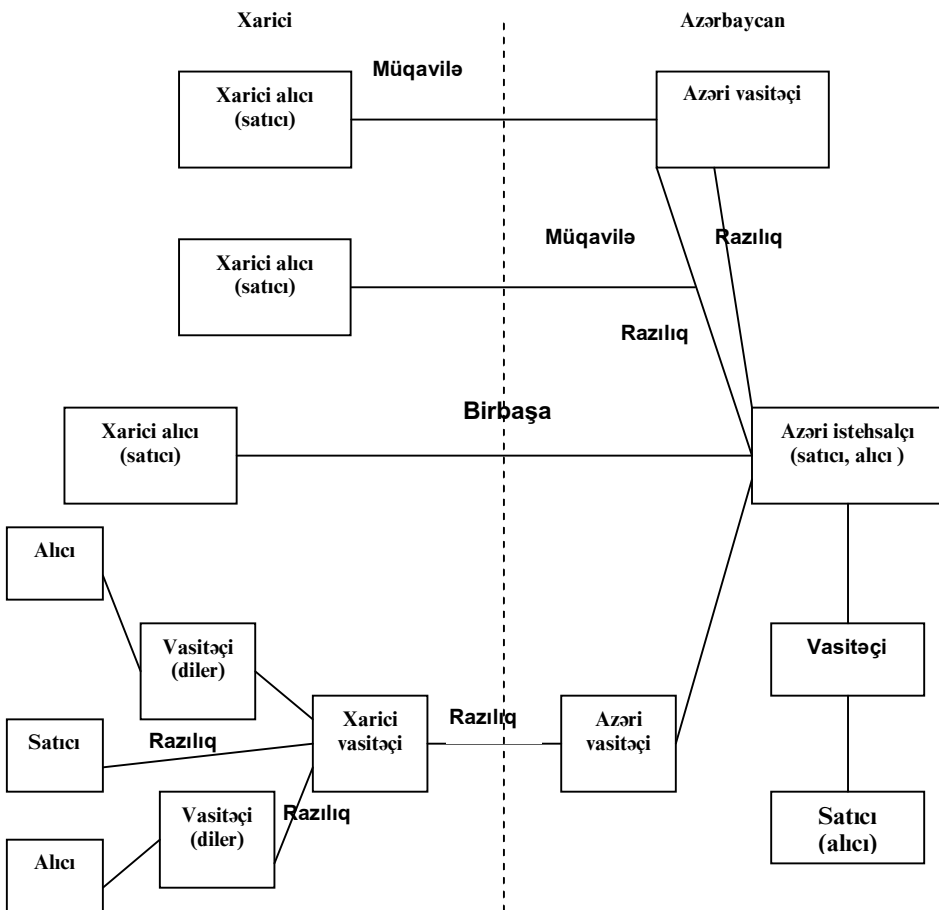 Xarici
Azərbaycan
Müqavilə
Xarici alıcı
(satıcı)
Azəri vasitəçi
Xarici alıcı
(satıcı)
Müqavilə
Razılıq
Razılıq
Birbaşa
Xarici alıcı
(satıcı)
Azəri istehsalçı
(satıcı, alıcı )
Alıcı
Vasitəçi
(diler)
Vasitəçi
Satıcı
Razılıq
Xarici
vasitəçi
Razılıq
Azəri
vasitəçi
Vasitəçi
(diler)
Razılıq
Satıcı
(alıcı)
Alıcı